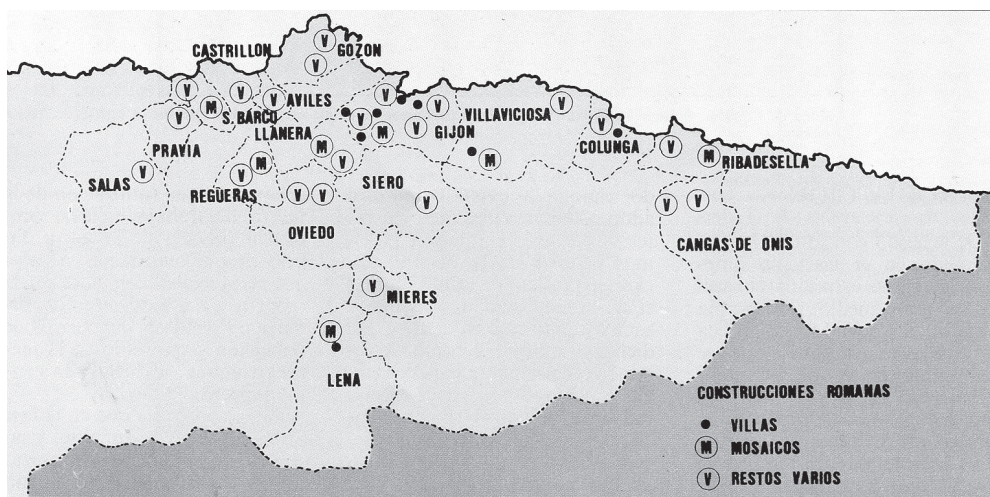 CASTRILLON
V
GOZON
V
V
V
V
AVILES
V
M
S. BARCO
V
V
VILLAVICIOSA
V
V
LLANERA
V
M
V
GIJON
V
COLUNGA
PRAVIA
M
V
M
V
M
RIBADESELLA
SALAS
V
M
V
REGUERAS
V
V
SIERO
V
V
V
OVIEDO
CANGAS DE ONIS
V
MIERES
M
LENA
CONSTRUCCIONES ROMANAS
VILLAS
M MOSAICOS
V RESTOS VARIOS